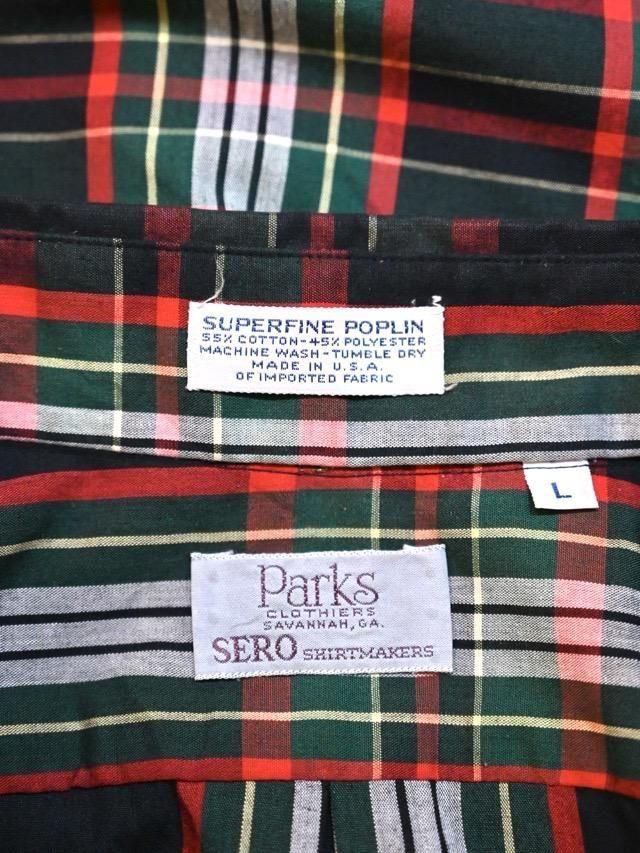 SUPERFINE POPLIN
55% COTTON-45% POLYESTER
MACHINE WASH-TUMBLE DRY
MADE IN U.S.A.
OF IMPORTED FABRIC
L
Parks
CLOTHIERS
SAVANNAH, GA.
SERO SHIRTMAKERS